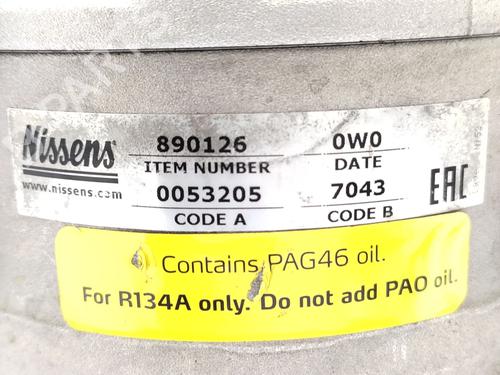 Nissens 890126 0W0
ITEM NUMBER DATE
www.nissens.com 0053205 7043 EAC
CODE A CODE B
Contains PAG46 oil.
For R134A only. Do not add PAO oil.